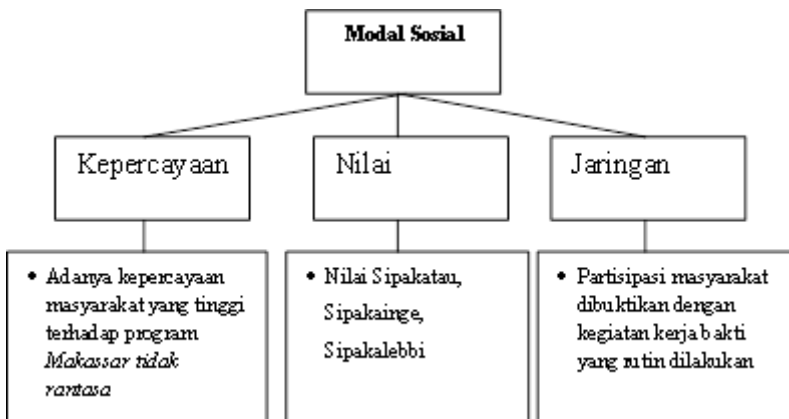 Modal Sosial
Kepercayaan
Nilai
Jaringan
• Adanya kepercayaan
masyarakat yang tinggi
terhadap program
Makassar tidak
rantasa
• Nilai Sipakatau,
Sipakainge,
Sipakalebbi
• Partisipasi masyarakat
dibuktikan dengan
kegiatan kerja bakti
yang rutin dilakukan